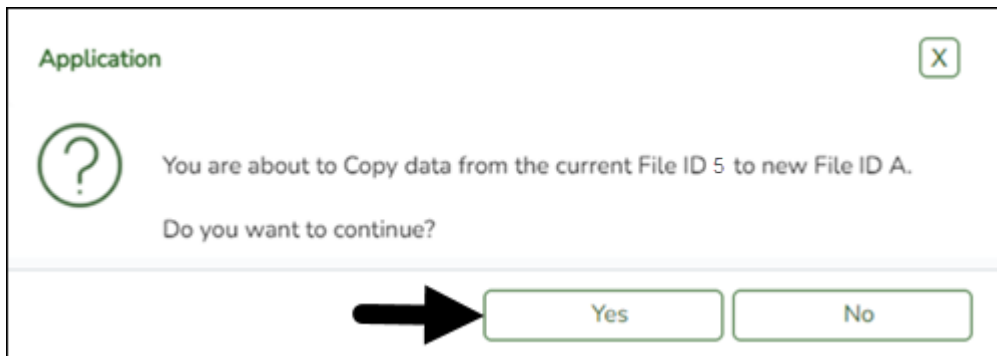 Application
X
?
You are about to Copy data from the current File ID 5 to new File ID A.
Do you want to continue?
Yes
No